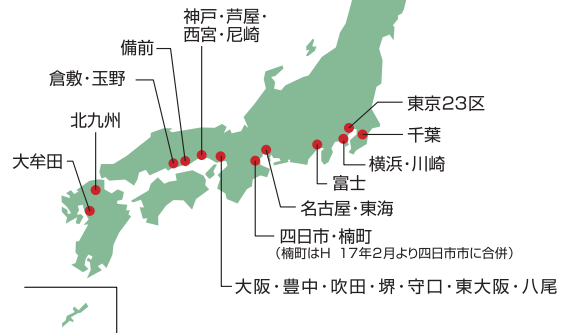 神戸・芦屋・
西宮・尼崎
備前
倉敷・玉野
北九州
大牟田
東京23区
千葉
横浜・川崎
富士
名古屋・東海
四日市・楠町
（楠町はH 17年2月より四日市市に合併）
大阪・豊中・吹田・堺・守口・東大阪・八尾